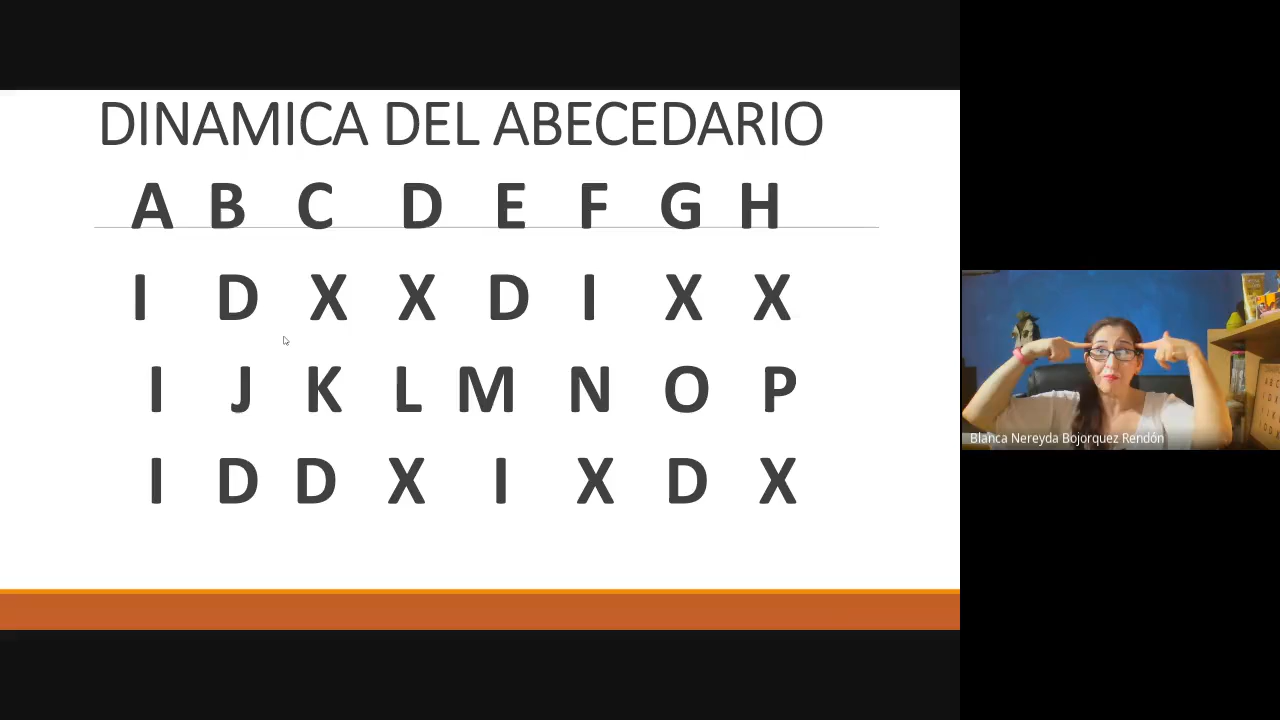 DINAMICA DEL ABECEDARIO
A B C D E F G H
I D X X D I X X
I J K L M N O P
I D D X I X D X
Blanca Nereyda Bojorquez Rendón